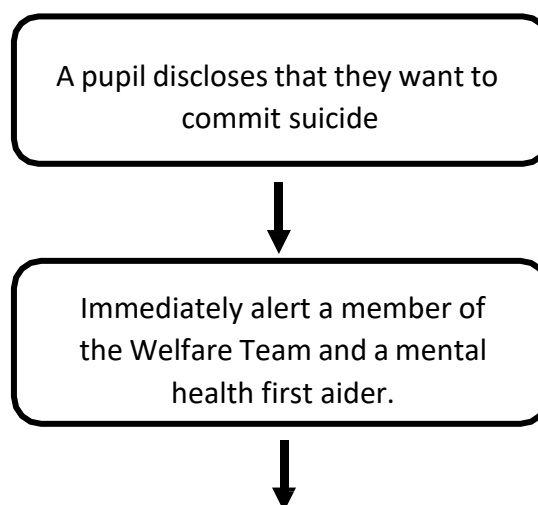 A pupil discloses that they want to
commit suicide
Immediately alert a member of
the Welfare Team and a mental
health first aider.